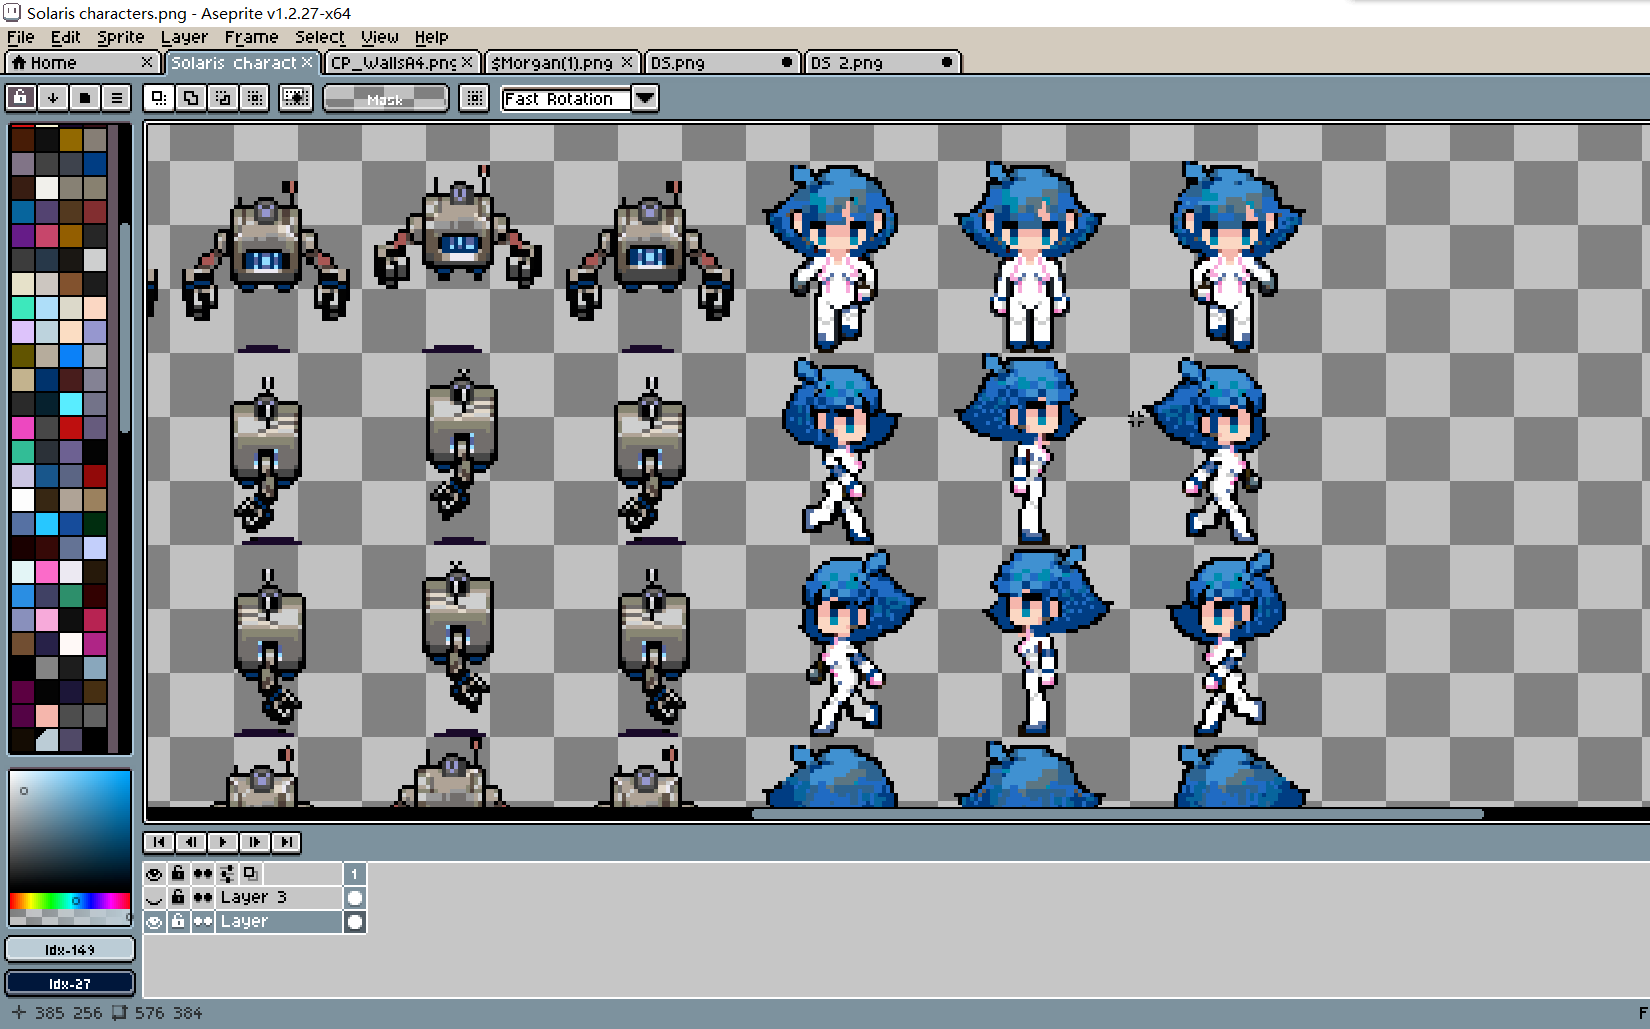 Solaris characters.png - Aseprite v1.2.27-x64
File Edit Sprite Layer Frame Select View Help
Home Solaris charact CP_WallsA4.png $Morgan(1).png DS.png DS 2.png
Mask Fast Rotation
1
Layer 3
Layer
Idx-149
Idx-27
385 256 576 384 F